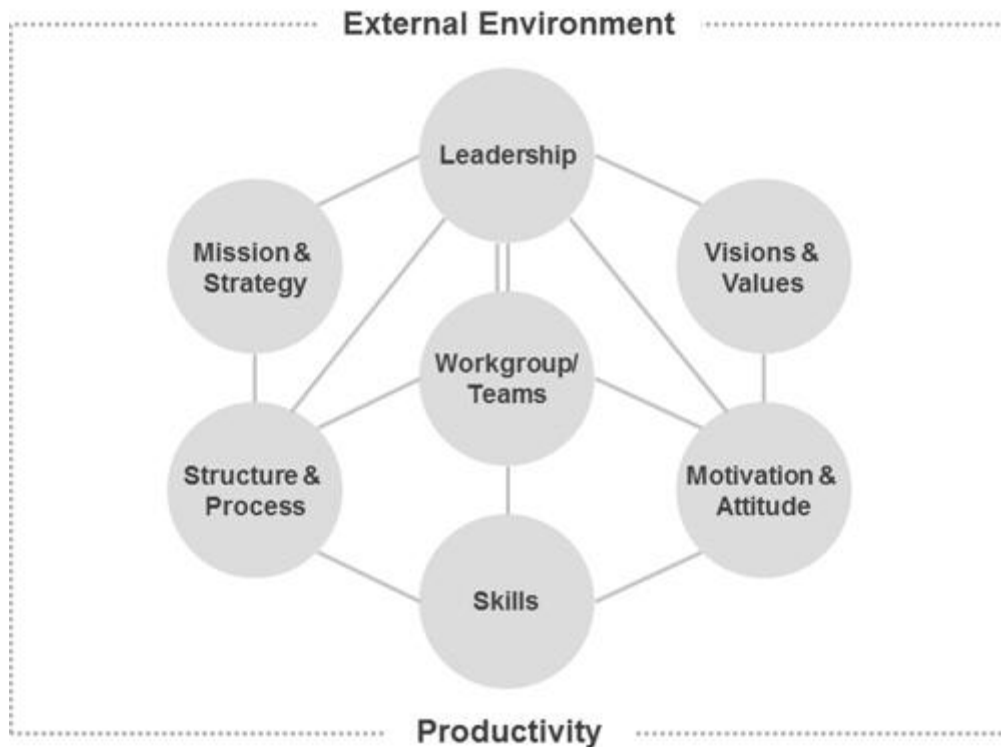 External Environment
Leadership
Mission &
Strategy
Visions &
Values
Workgroup/
Teams
Structure &
Process
Motivation &
Attitude
Skills
Productivity